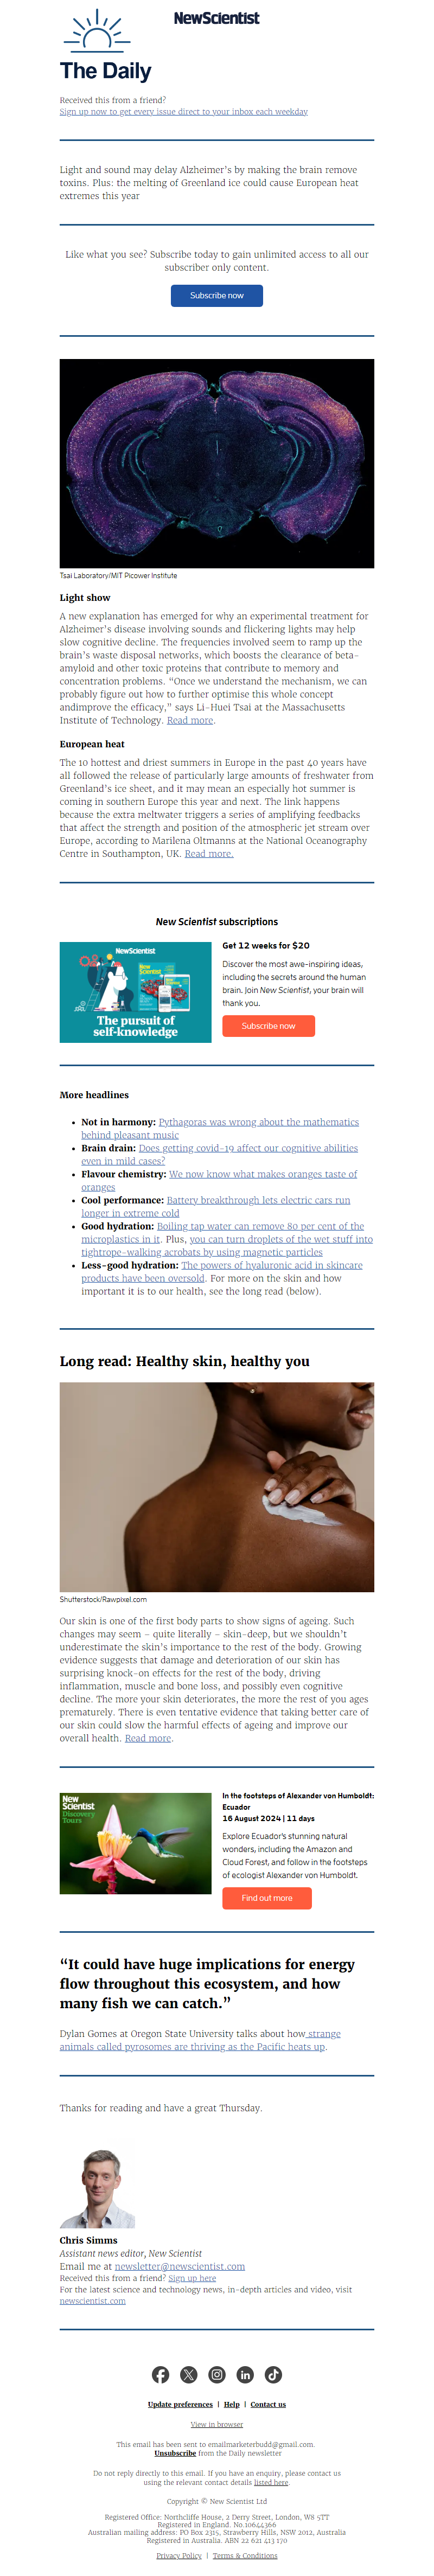 NewScientist
The Daily
Received this from a friend?
Sign up now to get every issue direct to your inbox each weekday
Light and sound may delay Alzheimer's by making the brain remove
toxins. Plus: the melting of Greenland ice could cause European heat
extremes this year
Like what you see? Subscribe today to gain unlimited access to all our
subscriber only content.
Subscribe now
Tsai Laboratory/MIT Picower Institute
Light show
A new explanation has emerged for why an experimental treatment for
Alzheimer's disease involving sounds and flickering lights may help
slow cognitive decline. The frequencies involved seem to ramp up the
brain's waste disposal networks, which boosts the clearance of beta-
amyloid and other toxic proteins that contribute to memory and
concentration problems. “Once we understand the mechanism, we can
probably figure out how to further optimise this whole concept
andimprove the efficacy,” says Li-Huei Tsai at the Massachusetts
Institute of Technology. Read more.
European heat
The 10 hottest and driest summers in Europe in the past 40 years have
all followed the release of particularly large amounts of freshwater from
Greenland's ice sheet, and it may mean an especially hot summer is
coming in southern Europe this year and next. The link happens
because the extra meltwater triggers a series of amplifying feedbacks
that affect the strength and position of the atmospheric jet stream over
Europe, according to Marilena Oltmanns at the National Oceanography
Centre in Southampton, UK. Read more.
New Scientist subscriptions
NewScientist
The pursuit of
self-knowledge
Get 12 weeks for $20
Discover the most awe-inspiring ideas,
including the secrets around the human
brain. Join New Scientist, your brain will
thank you.
Subscribe now
More headlines
• Not in harmony: Pythagoras was wrong about the mathematics
behind pleasant music
• Brain drain: Does getting covid-19 affect our cognitive abilities
even in mild cases?
• Flavour chemistry: We now know what makes oranges taste of
oranges
• Cool performance: Battery breakthrough lets electric cars run
longer in extreme cold
• Good hydration: Boiling tap water can remove 80 per cent of the
microplastics in it. Plus, you can turn droplets of the wet stuff into
tightrope-walking acrobats by using magnetic particles
• Less-good hydration: The powers of hyaluronic acid in skincare
products have been oversold. For more on the skin and how
important it is to our health, see the long read (below).
Long read: Healthy skin, healthy you
Shutterstock/Rawpixel.com
Our skin is one of the first body parts to show signs of ageing. Such
changes may seem – quite literally – skin-deep, but we shouldn't
underestimate the skin's importance to the rest of the body. Growing
evidence suggests that damage and deterioration of our skin has
surprising knock-on effects for the rest of the body, driving
inflammation, muscle and bone loss, and possibly even cognitive
decline. The more your skin deteriorates, the more the rest of you ages
prematurely. There is even tentative evidence that taking better care of
our skin could slow the harmful effects of ageing and improve our
overall health. Read more.
New
Scientist
Discovery
Tours
In the footsteps of Alexander von Humboldt:
Ecuador
16 August 2024 | 11 days
Explore Ecuador's stunning natural
wonders, including the Amazon and
Cloud Forest, and follow in the footsteps
of ecologist Alexander von Humboldt.
Find out more
“It could have huge implications for energy
flow throughout this ecosystem, and how
many fish we can catch.”
Dylan Gomes at Oregon State University talks about how strange
animals called pyrosomes are thriving as the Pacific heats up.
Thanks for reading and have a great Thursday.
Chris Simms
Assistant news editor, New Scientist
Email me at newsletter@newscientist.com
Received this from a friend? Sign up here
For the latest science and technology news, in-depth articles and video, visit
newscientist.com
Update preferences | Help | Contact us
View in browser
This email has been sent to emailmarketerbudd@gmail.com.
Unsubscribe from the Daily newsletter
Do not reply directly to this email. If you have an enquiry, please contact us
using the relevant contact details listed here.
Copyright © New Scientist Ltd
Registered Office: Northcliffe House, 2 Derry Street, London, W8 5TT
Registered in England. No.10644366
Australian mailing address: PO Box 2315, Strawberry Hills, NSW 2012, Australia
Registered in Australia. ABN 22 621 413 170
Privacy Policy | Terms & Conditions